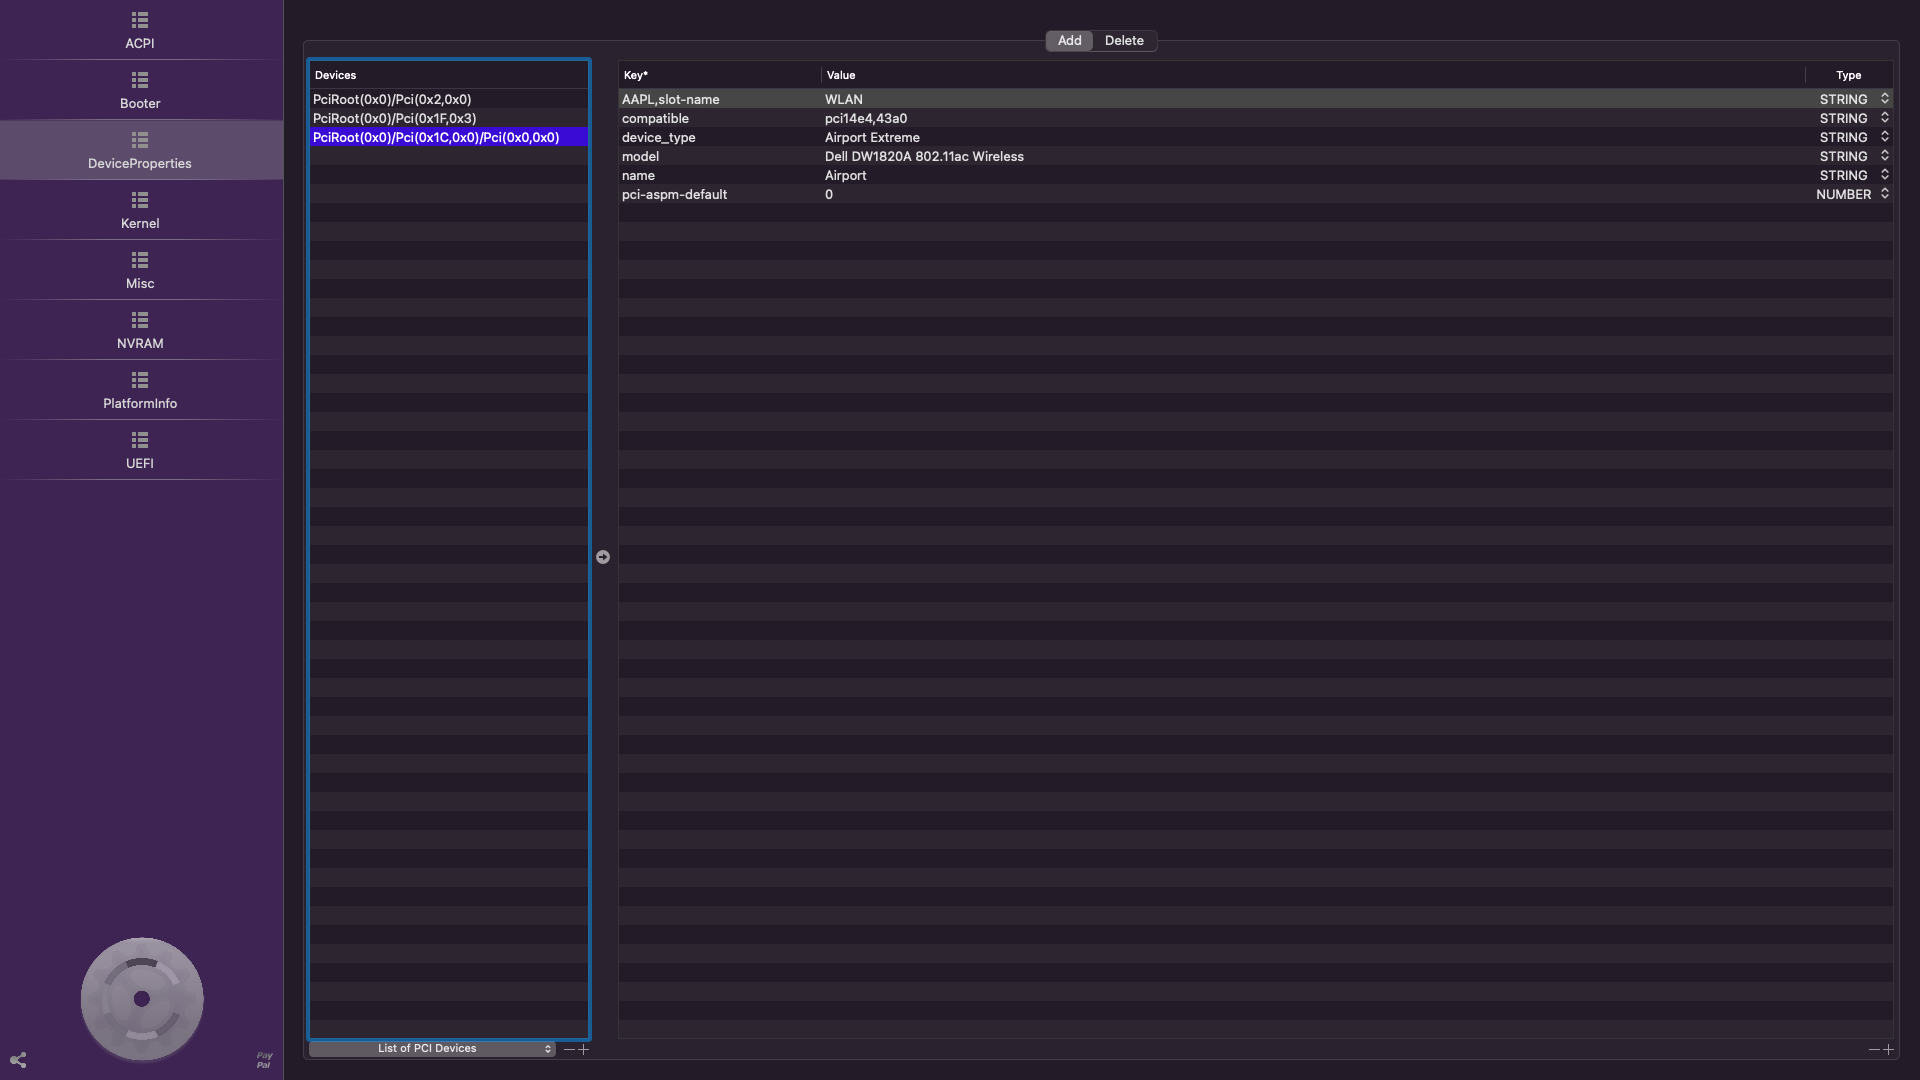 ACPI
Booter
DeviceProperties
Kernel
Misc
NVRAM
PlatformInfo
UEFI
Pay
Pal
Add Delete
Devices
PciRoot(0x0)/Pci(0x2,0x0)
PciRoot(0x0)/Pci(0x1F,0x3)
PciRoot(0x0)/Pci(0x1C,0x0)/Pci(0x0,0x0)
List of PCI Devices
Key* Value Type
AAPL,slot-name WLAN STRING
compatible pci14e4,43a0 STRING
device_type Airport Extreme STRING
model Dell DW1820A 802.11ac Wireless STRING
name Airport STRING
pci-aspm-default 0 NUMBER